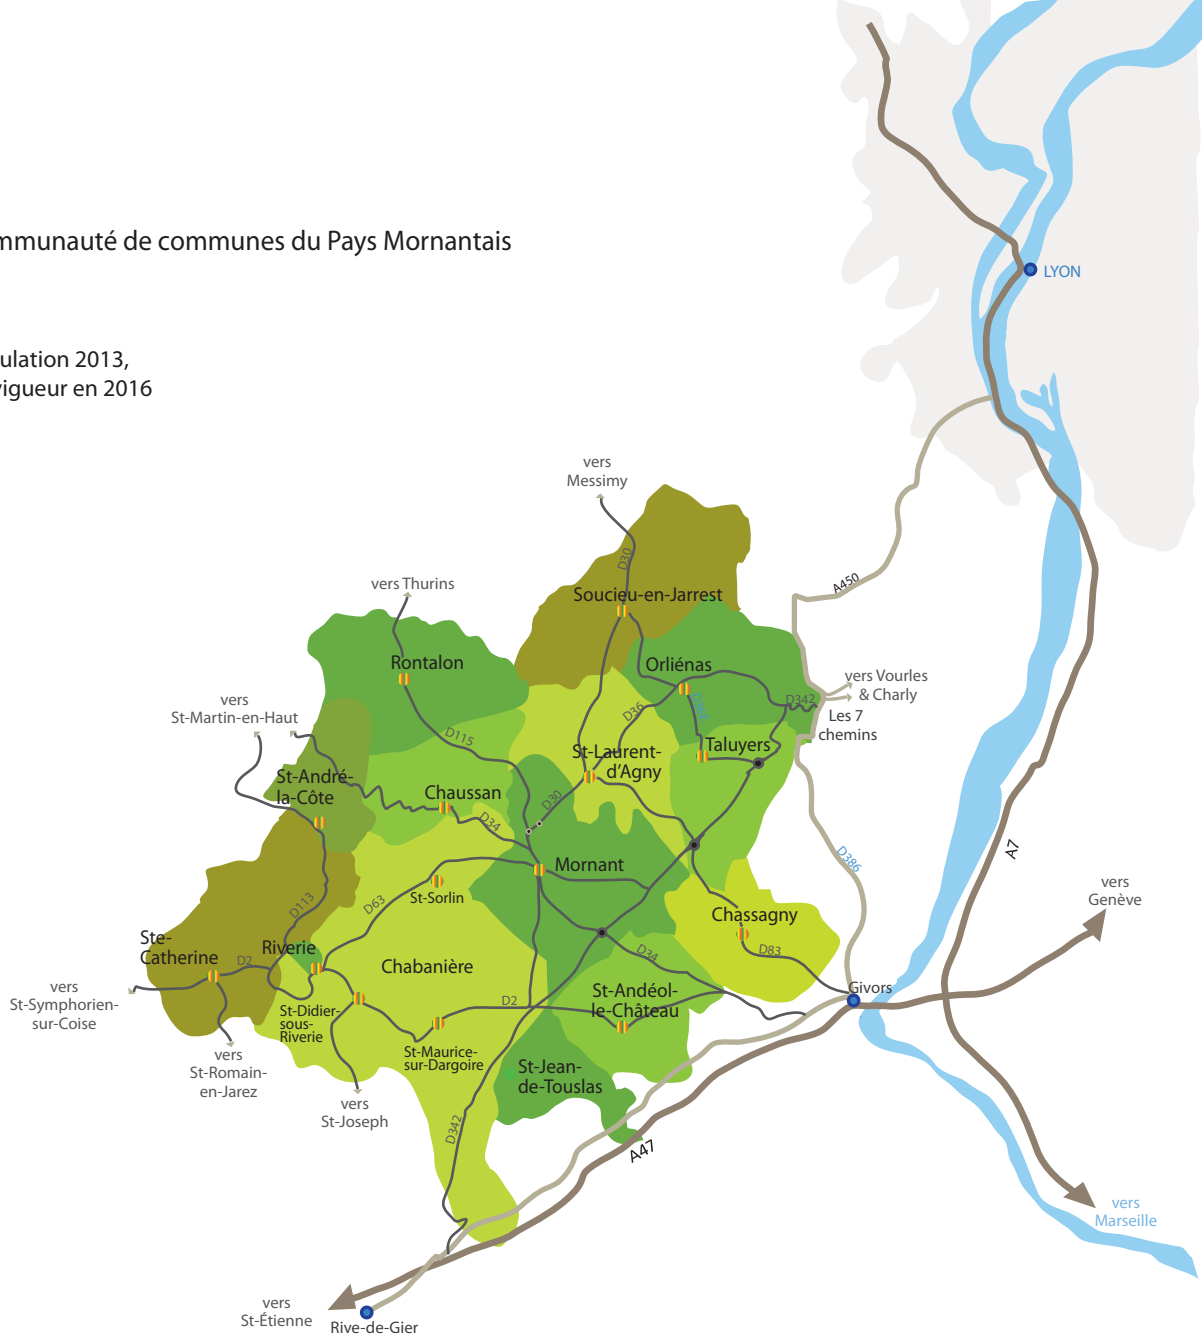 mmunauté de communes du Pays Mornantais
LYON
ulation 2013,
vigueur en 2016
vers
Messimy
D30
A450
vers Thurins
Soucieu-en-Jarrest
Rontalon
Orliénas
vers Vourles
& Charly
vers
St-Martin-en-Haut
D36
D342
Les 7
chemins
D115
St-Laurent-
d'Agny
Taluyers
St-André-
la-Côte
Chaussan
D30
D34
D386
A7
Mornant
vers
Genève
St-Sorlin
D113
D63
Chassagny
Ste-
Catherine
Riverie
D2
Chabanière
D34
D83
vers
St-Symphorien-
sur-Coise
St-Didier-
sous-
Riverie
D2
St-Andéol-
le-Château
Givors
vers
St-Romain-
en-Jarez
St-Maurice-
sur-Dargoire
St-Jean-
de-Touslas
vers
St-Joseph
D342
A47
vers
Marseille
vers
St-Étienne
Rive-de-Gier